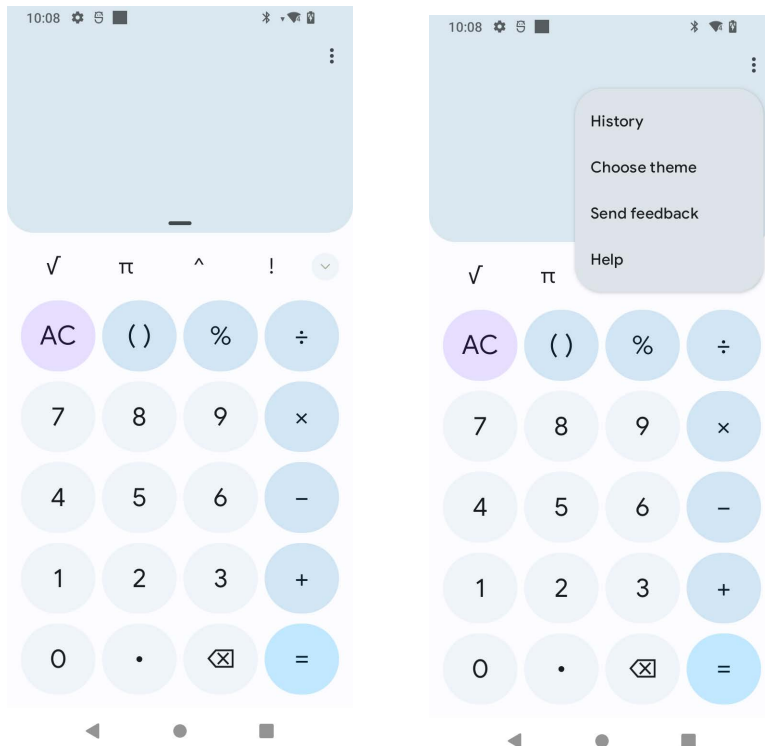 10:08
√ π ^ !
AC ( ) % ÷
7 8 9 ×
4 5 6 −
1 2 3 +
0 • =
10:08
History
Choose theme
Send feedback
Help
√ π
AC ( ) % ÷
7 8 9 ×
4 5 6 −
1 2 3 +
0 • =